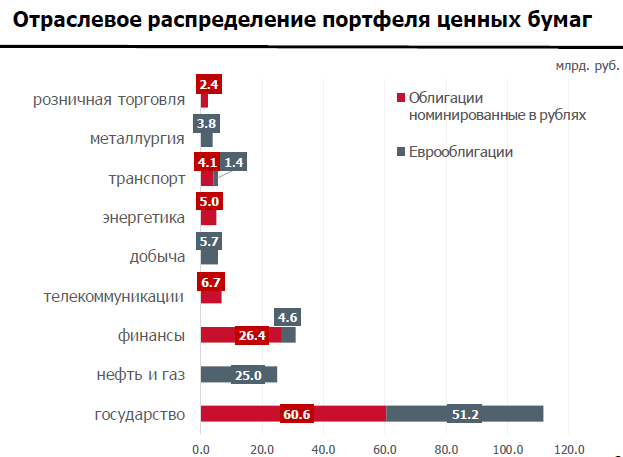 Отраслевое распределение портфеля ценных бумаг
млрд. руб.
Облигации
номинированные в рублях
Еврооблигации
розничная торговля 2.4
металлургия 3.8
транспорт 4.1 1.4
энергетика 5.0
добыча 5.7
телекоммуникации 6.7
финансы 26.4 4.6
нефть и газ 25.0
государство 60.6 51.2
0.0 20.0 40.0 60.0 80.0 100.0 120.0